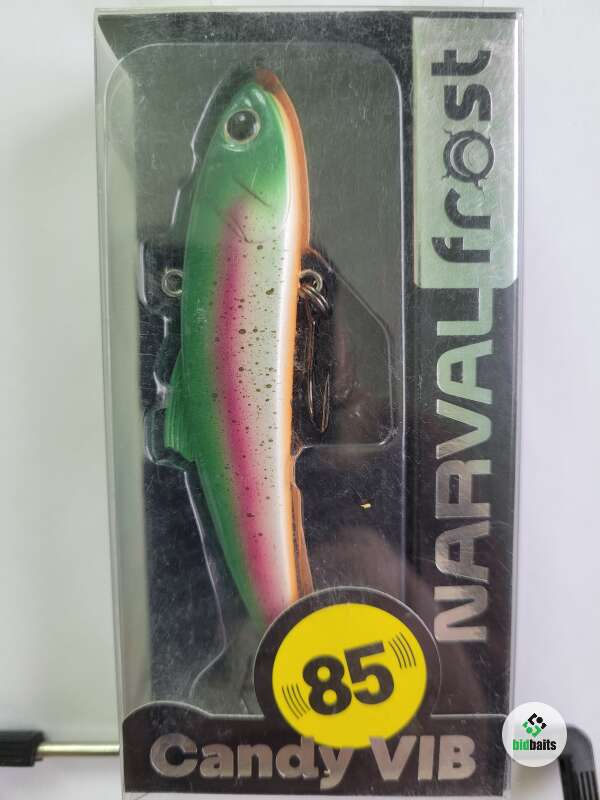 NARVAL frost
85
Candy VIB
bidbaits